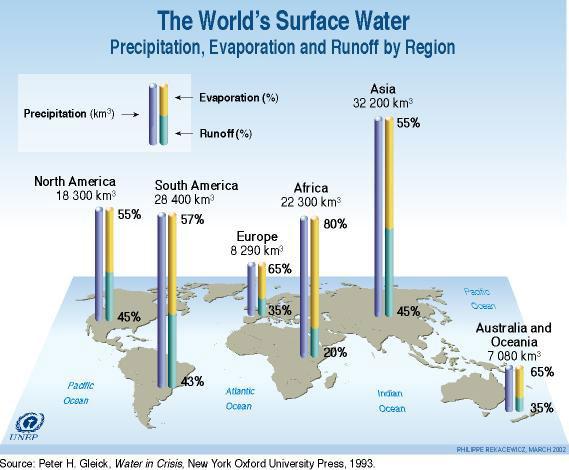 The World's Surface Water
Precipitation, Evaporation and Runoff by Region
Precipitation (km³)
Evaporation (%)
Runoff (%)
Asia
32 200 km³
55%
45%
North America
18 300 km³
55%
45%
South America
28 400 km³
57%
43%
Africa
22 300 km³
80%
20%
Europe
8 290 km³
65%
35%
Pacific
Ocean
Australia and
Oceania
7 080 km³
65%
35%
Pacific
Ocean
Atlantic
Ocean
Indian
Ocean
UNEP
PHILIPPE REKACEWICZ, MARCH 2002
Source: Peter H. Gleick, Water in Crisis, New York Oxford University Press, 1993.